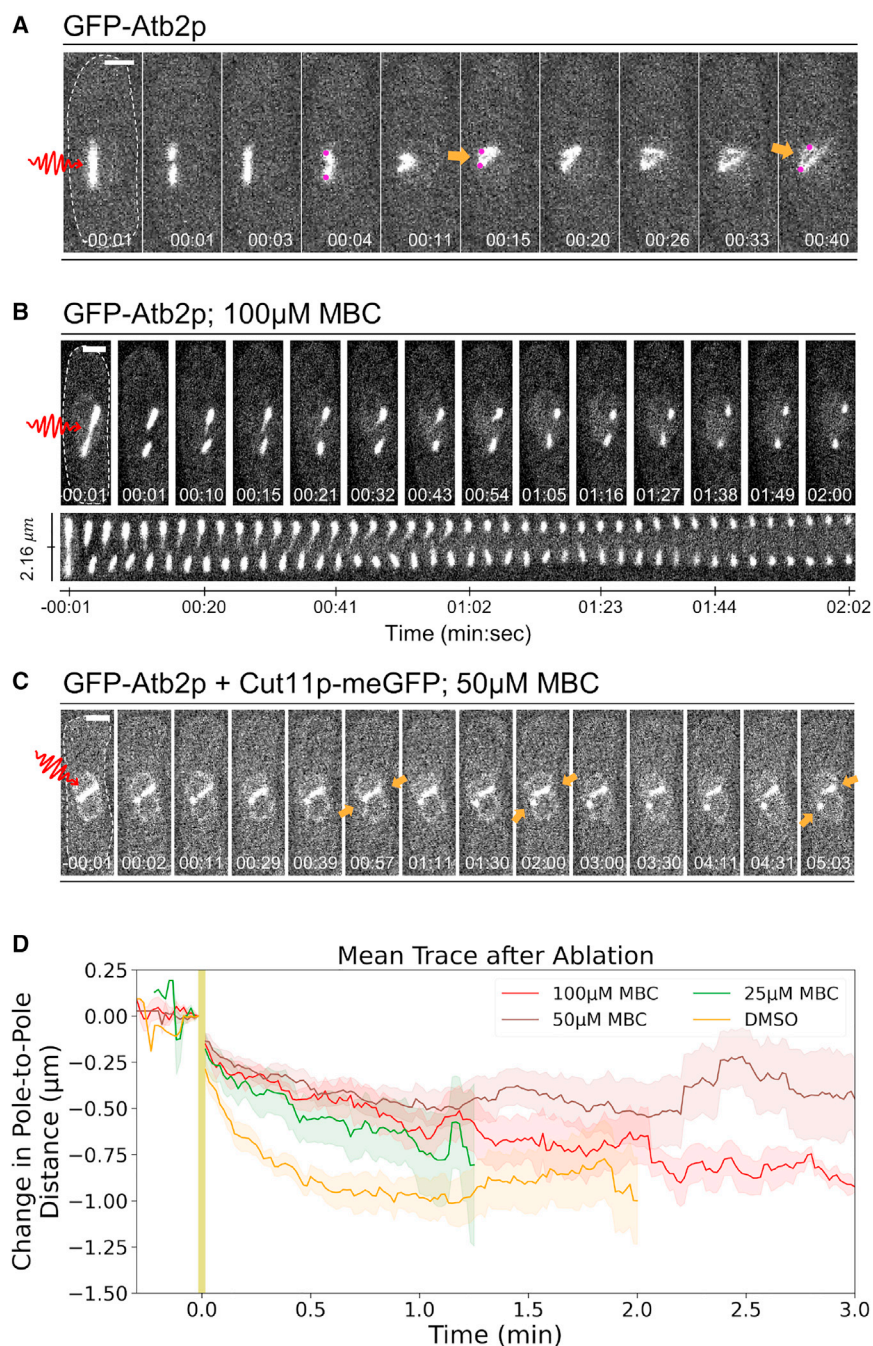 A GFP-Atb2p
-00:01 00:01 00:03 00:04 00:11 00:15 00:20 00:26 00:33 00:40
B GFP-Atb2p; 100µM MBC
-00:01 00:01 00:10 00:15 00:21 00:32 00:43 00:54 01:05 01:16 01:27 01:38 01:49 02:00
2.16 µm
-00:01 00:20 00:41 01:02 01:23 01:44 02:02
Time (min:sec)
C GFP-Atb2p + Cut11p-meGFP; 50µM MBC
-00:01 00:02 00:11 00:29 00:39 00:57 01:11 01:30 02:00 03:00 03:30 04:11 04:31 05:03
D Mean Trace after Ablation
Change in Pole-to-Pole
Distance (µm)
0.25
0.00
−0.25
−0.50
−0.75
−1.00
−1.25
−1.50
100µM MBC 25µM MBC
50µM MBC DMSO
0.0 0.5 1.0 1.5 2.0 2.5 3.0
Time (min)